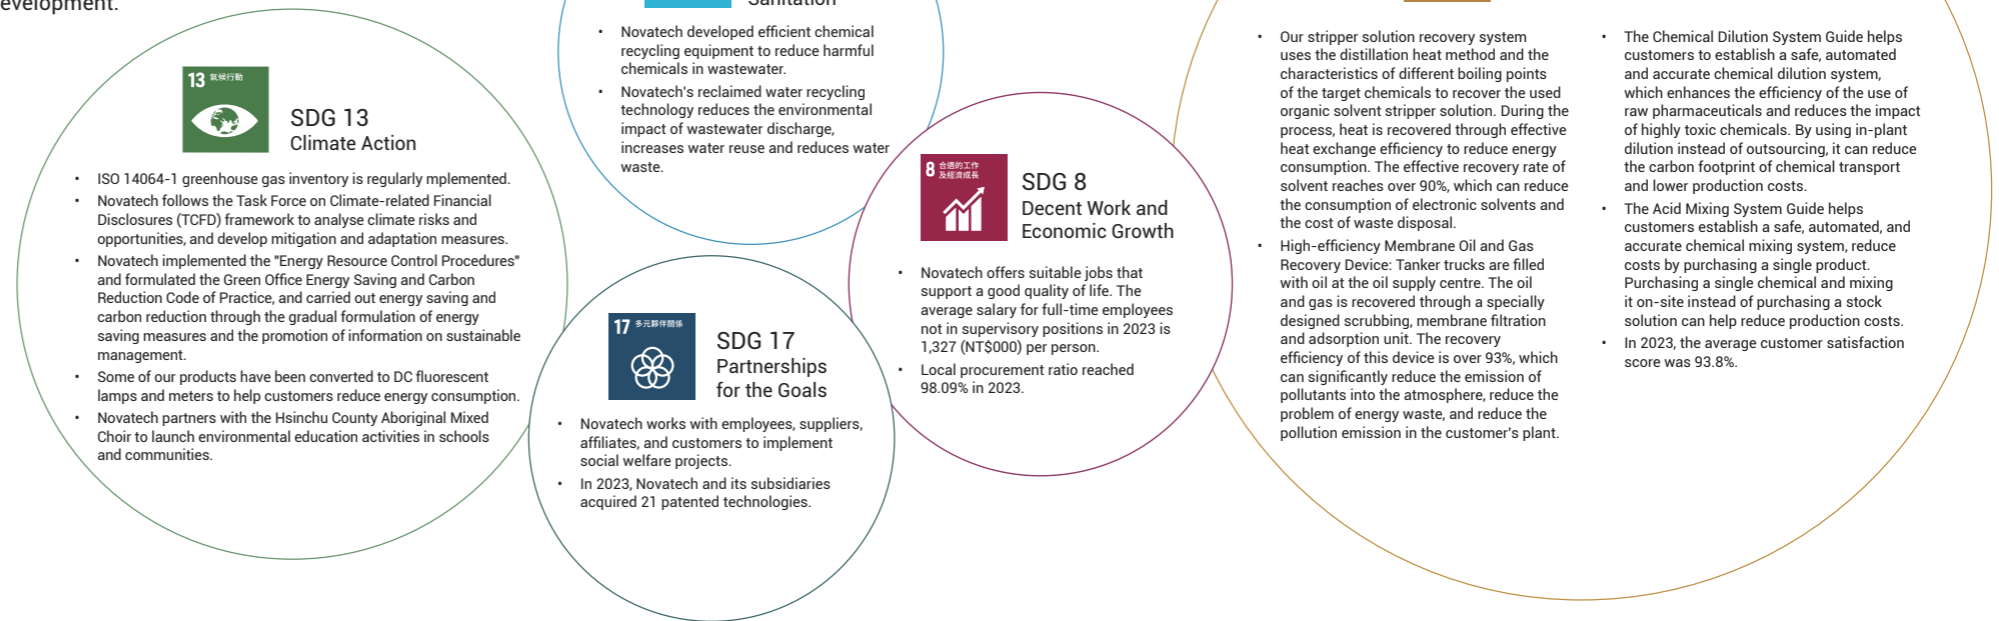 evelopment.
13 氣候行動
SDG 13
Climate Action
• ISO 14064-1 greenhouse gas inventory is regularly mplemented.
• Novatech follows the Task Force on Climate-related Financial
Disclosures (TCFD) framework to analyse climate risks and
opportunities, and develop mitigation and adaptation measures.
• Novatech implemented the "Energy Resource Control Procedures"
and formulated the Green Office Energy Saving and Carbon
Reduction Code of Practice, and carried out energy saving and
carbon reduction through the gradual formulation of energy
saving measures and the promotion of information on sustainable
management.
• Some of our products have been converted to DC fluorescent
lamps and meters to help customers reduce energy consumption.
• Novatech partners with the Hsinchu County Aboriginal Mixed
Choir to launch environmental education activities in schools
and communities.
Sanitation
• Novatech developed efficient chemical
recycling equipment to reduce harmful
chemicals in wastewater.
• Novatech's reclaimed water recycling
technology reduces the environmental
impact of wastewater discharge,
increases water reuse and reduces water
waste.
17 多元夥伴關係
SDG 17
Partnerships
for the Goals
• Novatech works with employees, suppliers,
affiliates, and customers to implement
social welfare projects.
• In 2023, Novatech and its subsidiaries
acquired 21 patented technologies.
8 合適的工作
及經濟成長
SDG 8
Decent Work and
Economic Growth
• Novatech offers suitable jobs that
support a good quality of life. The
average salary for full-time employees
not in supervisory positions in 2023 is
1,327 (NT$000) per person.
• Local procurement ratio reached
98.09% in 2023.
• Our stripper solution recovery system
uses the distillation heat method and the
characteristics of different boiling points
of the target chemicals to recover the used
organic solvent stripper solution. During the
process, heat is recovered through effective
heat exchange efficiency to reduce energy
consumption. The effective recovery rate of
solvent reaches over 90%, which can reduce
the consumption of electronic solvents and
the cost of waste disposal.
• High-efficiency Membrane Oil and Gas
Recovery Device: Tanker trucks are filled
with oil at the oil supply centre. The oil
and gas is recovered through a specially
designed scrubbing, membrane filtration
and adsorption unit. The recovery
efficiency of this device is over 93%, which
can significantly reduce the emission of
pollutants into the atmosphere, reduce the
problem of energy waste, and reduce the
pollution emission in the customer's plant.
• The Chemical Dilution System Guide helps
customers to establish a safe, automated
and accurate chemical dilution system,
which enhances the efficiency of the use of
raw pharmaceuticals and reduces the impact
of highly toxic chemicals. By using in-plant
dilution instead of outsourcing, it can reduce
the carbon footprint of chemical transport
and lower production costs.
• The Acid Mixing System Guide helps
customers establish a safe, automated, and
accurate chemical mixing system, reduce
costs by purchasing a single product.
Purchasing a single chemical and mixing
it on-site instead of purchasing a stock
solution can help reduce production costs.
• In 2023, the average customer satisfaction
score was 93.8%.